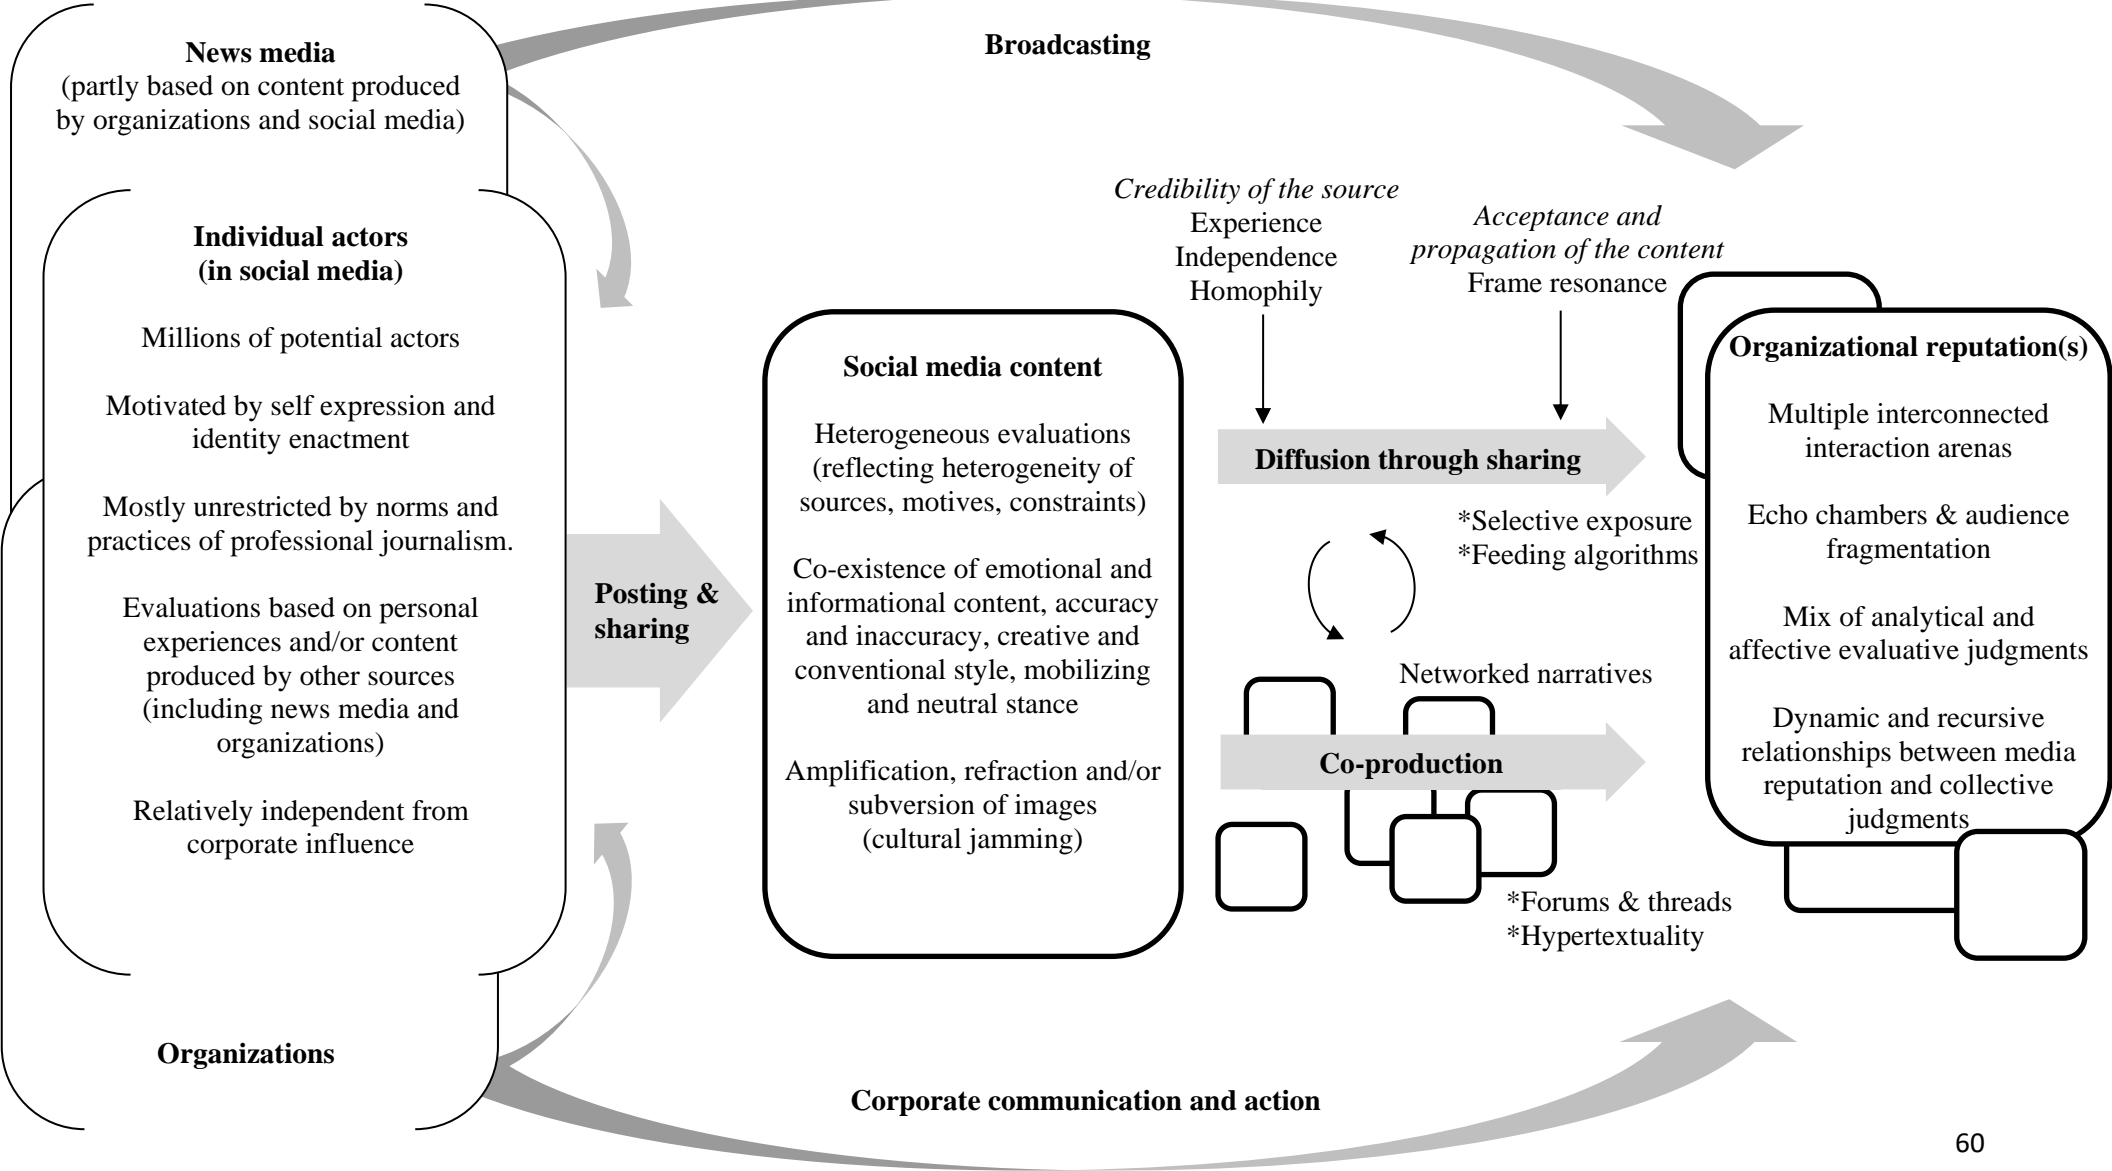 News media
(partly based on content produced
by organizations and social media)
Broadcasting
Individual actors
(in social media)
Millions of potential actors
Motivated by self expression and
identity enactment
Mostly unrestricted by norms and
practices of professional journalism.
Evaluations based on personal
experiences and/or content
produced by other sources
(including news media and
organizations)
Relatively independent from
corporate influence
Organizations
Posting &
sharing
Social media content
Heterogeneous evaluations
(reflecting heterogeneity of
sources, motives, constraints)
Co-existence of emotional and
informational content, accuracy
and inaccuracy, creative and
conventional style, mobilizing
and neutral stance
Amplification, refraction and/or
subversion of images
(cultural jamming)
Credibility of the source
Experience
Independence
Homophily
Acceptance and
propagation of the content
Frame resonance
Diffusion through sharing
*Selective exposure
*Feeding algorithms
Networked narratives
Co-production
*Forums & threads
*Hypertextuality
Organizational reputation(s)
Multiple interconnected
interaction arenas
Echo chambers & audience
fragmentation
Mix of analytical and
affective evaluative judgments
Dynamic and recursive
relationships between media
reputation and collective
judgments
Corporate communication and action
60